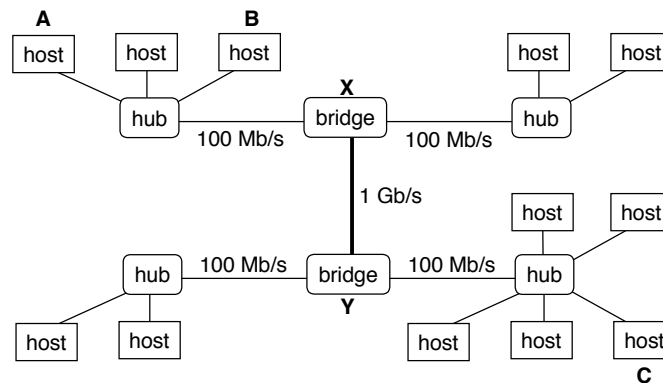 A B
host host host host host
X
hub bridge hub
100 Mb/s 100 Mb/s
1 Gb/s
host host
hub 100 Mb/s bridge 100 Mb/s hub
Y
host host host host host
C